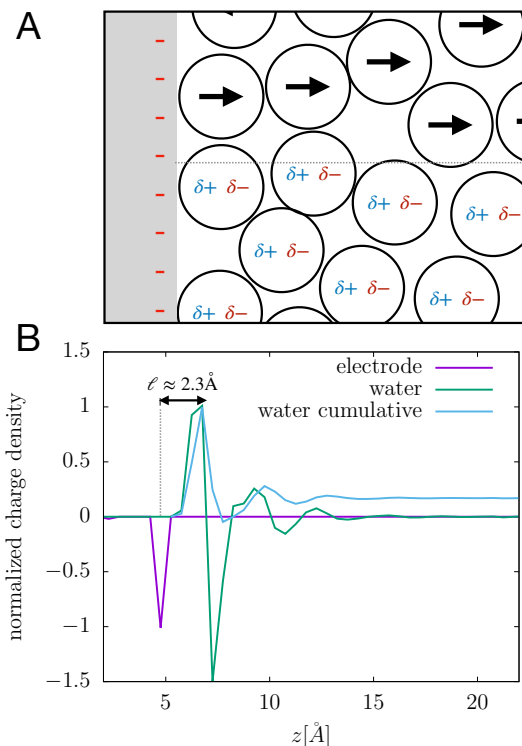 A
δ+ δ−
δ+ δ−
δ+ δ−
δ+ δ−
δ+ δ−
δ+ δ−
δ+ δ−
δ+ δ−
B
normalized charge density
1.5
1
0.5
0
−0.5
−1
−1.5
ℓ ≈ 2.3Å
electrode
water
water cumulative
5
10
15
20
z[Å]